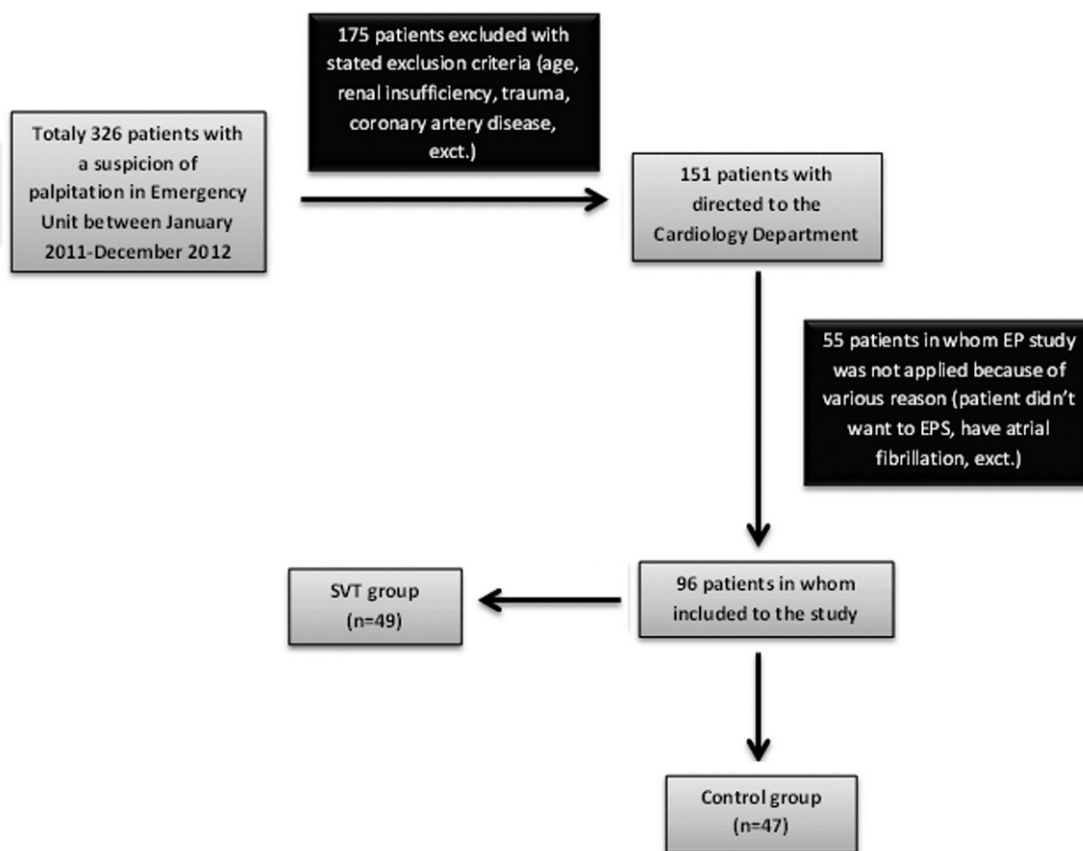 175 patients excluded with
stated exclusion criteria (age,
renal insufficiency, trauma,
coronary artery disease,
exct.)
Totaly 326 patients with
a suspicion of
palpitation in Emergency
Unit between January
2011-December 2012
151 patients with
directed to the
Cardiology Department
55 patients in whom EP study
was not applied because of
various reason (patient didn't
want to EPS, have atrial
fibrillation, exct.)
96 patients in whom
included to the study
SVT group
(n=49)
Control group
(n=47)